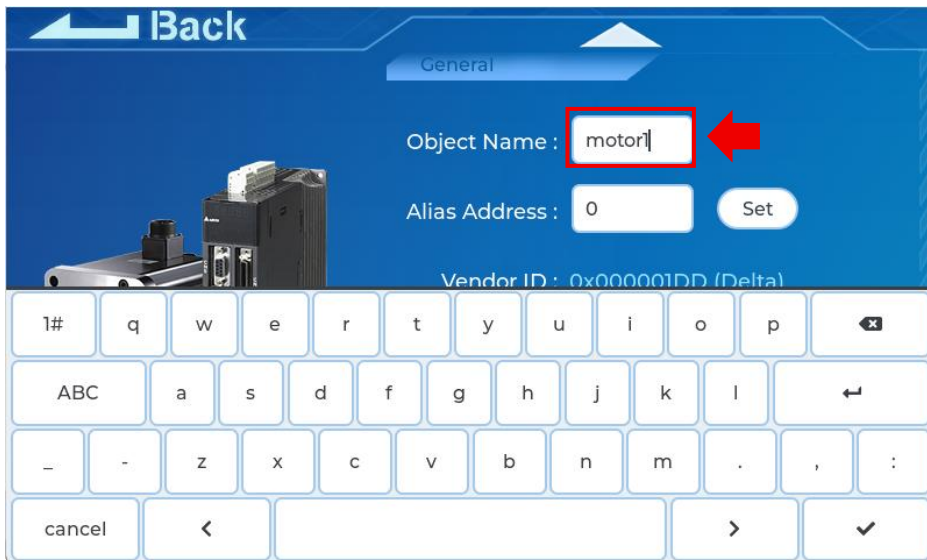 Back
General
Object Name : motor1
Alias Address : 0 Set
Vendor ID : 0x000001DD (Delta)
1# q w e r t y u i o p
ABC a s d f g h j k l
_ - z x c v b n m . , :
cancel